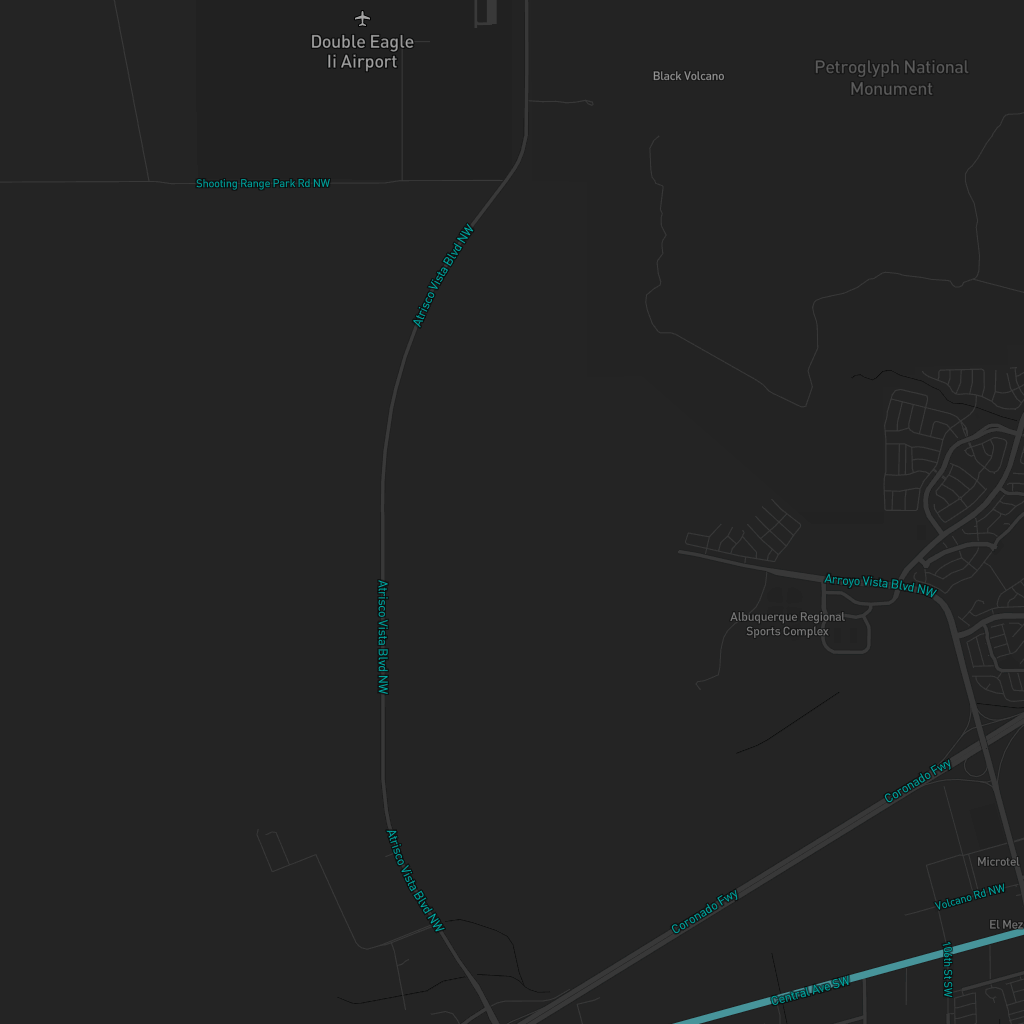 Double Eagle
Ii Airport
Black Volcano
Petroglyph National
Monument
Shooting Range Park Rd NW
Atrisco Vista Blvd NW
Atrisco Vista Blvd NW
Arroyo Vista Blvd NW
Albuquerque Regional
Sports Complex
Coronado Fwy
Atrisco Vista Blvd NW
Microtel
Volcano Rd NW
Coronado Fwy
El Mez
106th St SW
Central Ave SW